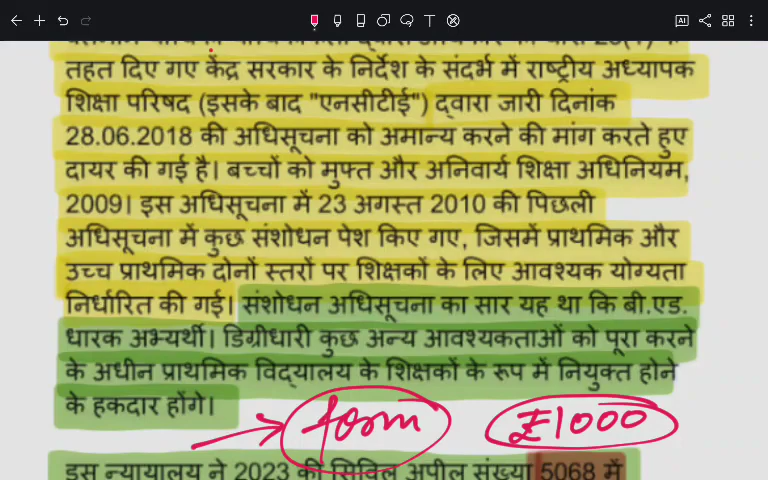 AI
तहत दिए गए केंद्र सरकार के निर्देश के संदर्भ में राष्ट्रीय अध्यापक
शिक्षा परिषद (इसके बाद "एनसीटीई") द्वारा जारी दिनांक
28.06.2018 की अधिसूचना को अमान्य करने की मांग करते हुए
दायर की गई है। बच्चों को मुफ्त और अनिवार्य शिक्षा अधिनियम,
2009। इस अधिसूचना में 23 अगस्त 2010 की पिछली
अधिसूचना में कुछ संशोधन पेश किए गए, जिसमें प्राथमिक और
उच्च प्राथमिक दोनों स्तरों पर शिक्षकों के लिए आवश्यक योग्यता
निर्धारित की गई। संशोधन अधिसूचना का सार यह था कि बी.एड.
धारक अभ्यर्थी। डिग्रीधारी कुछ अन्य आवश्यकताओं को पूरा करने
के अधीन प्राथमिक विद्यालय के शिक्षकों के रूप में नियुक्त होने
के हकदार होंगे।
form ₤1000
इस न्यायालय ने 2023 की सिविल अपील संख्या 5068 में